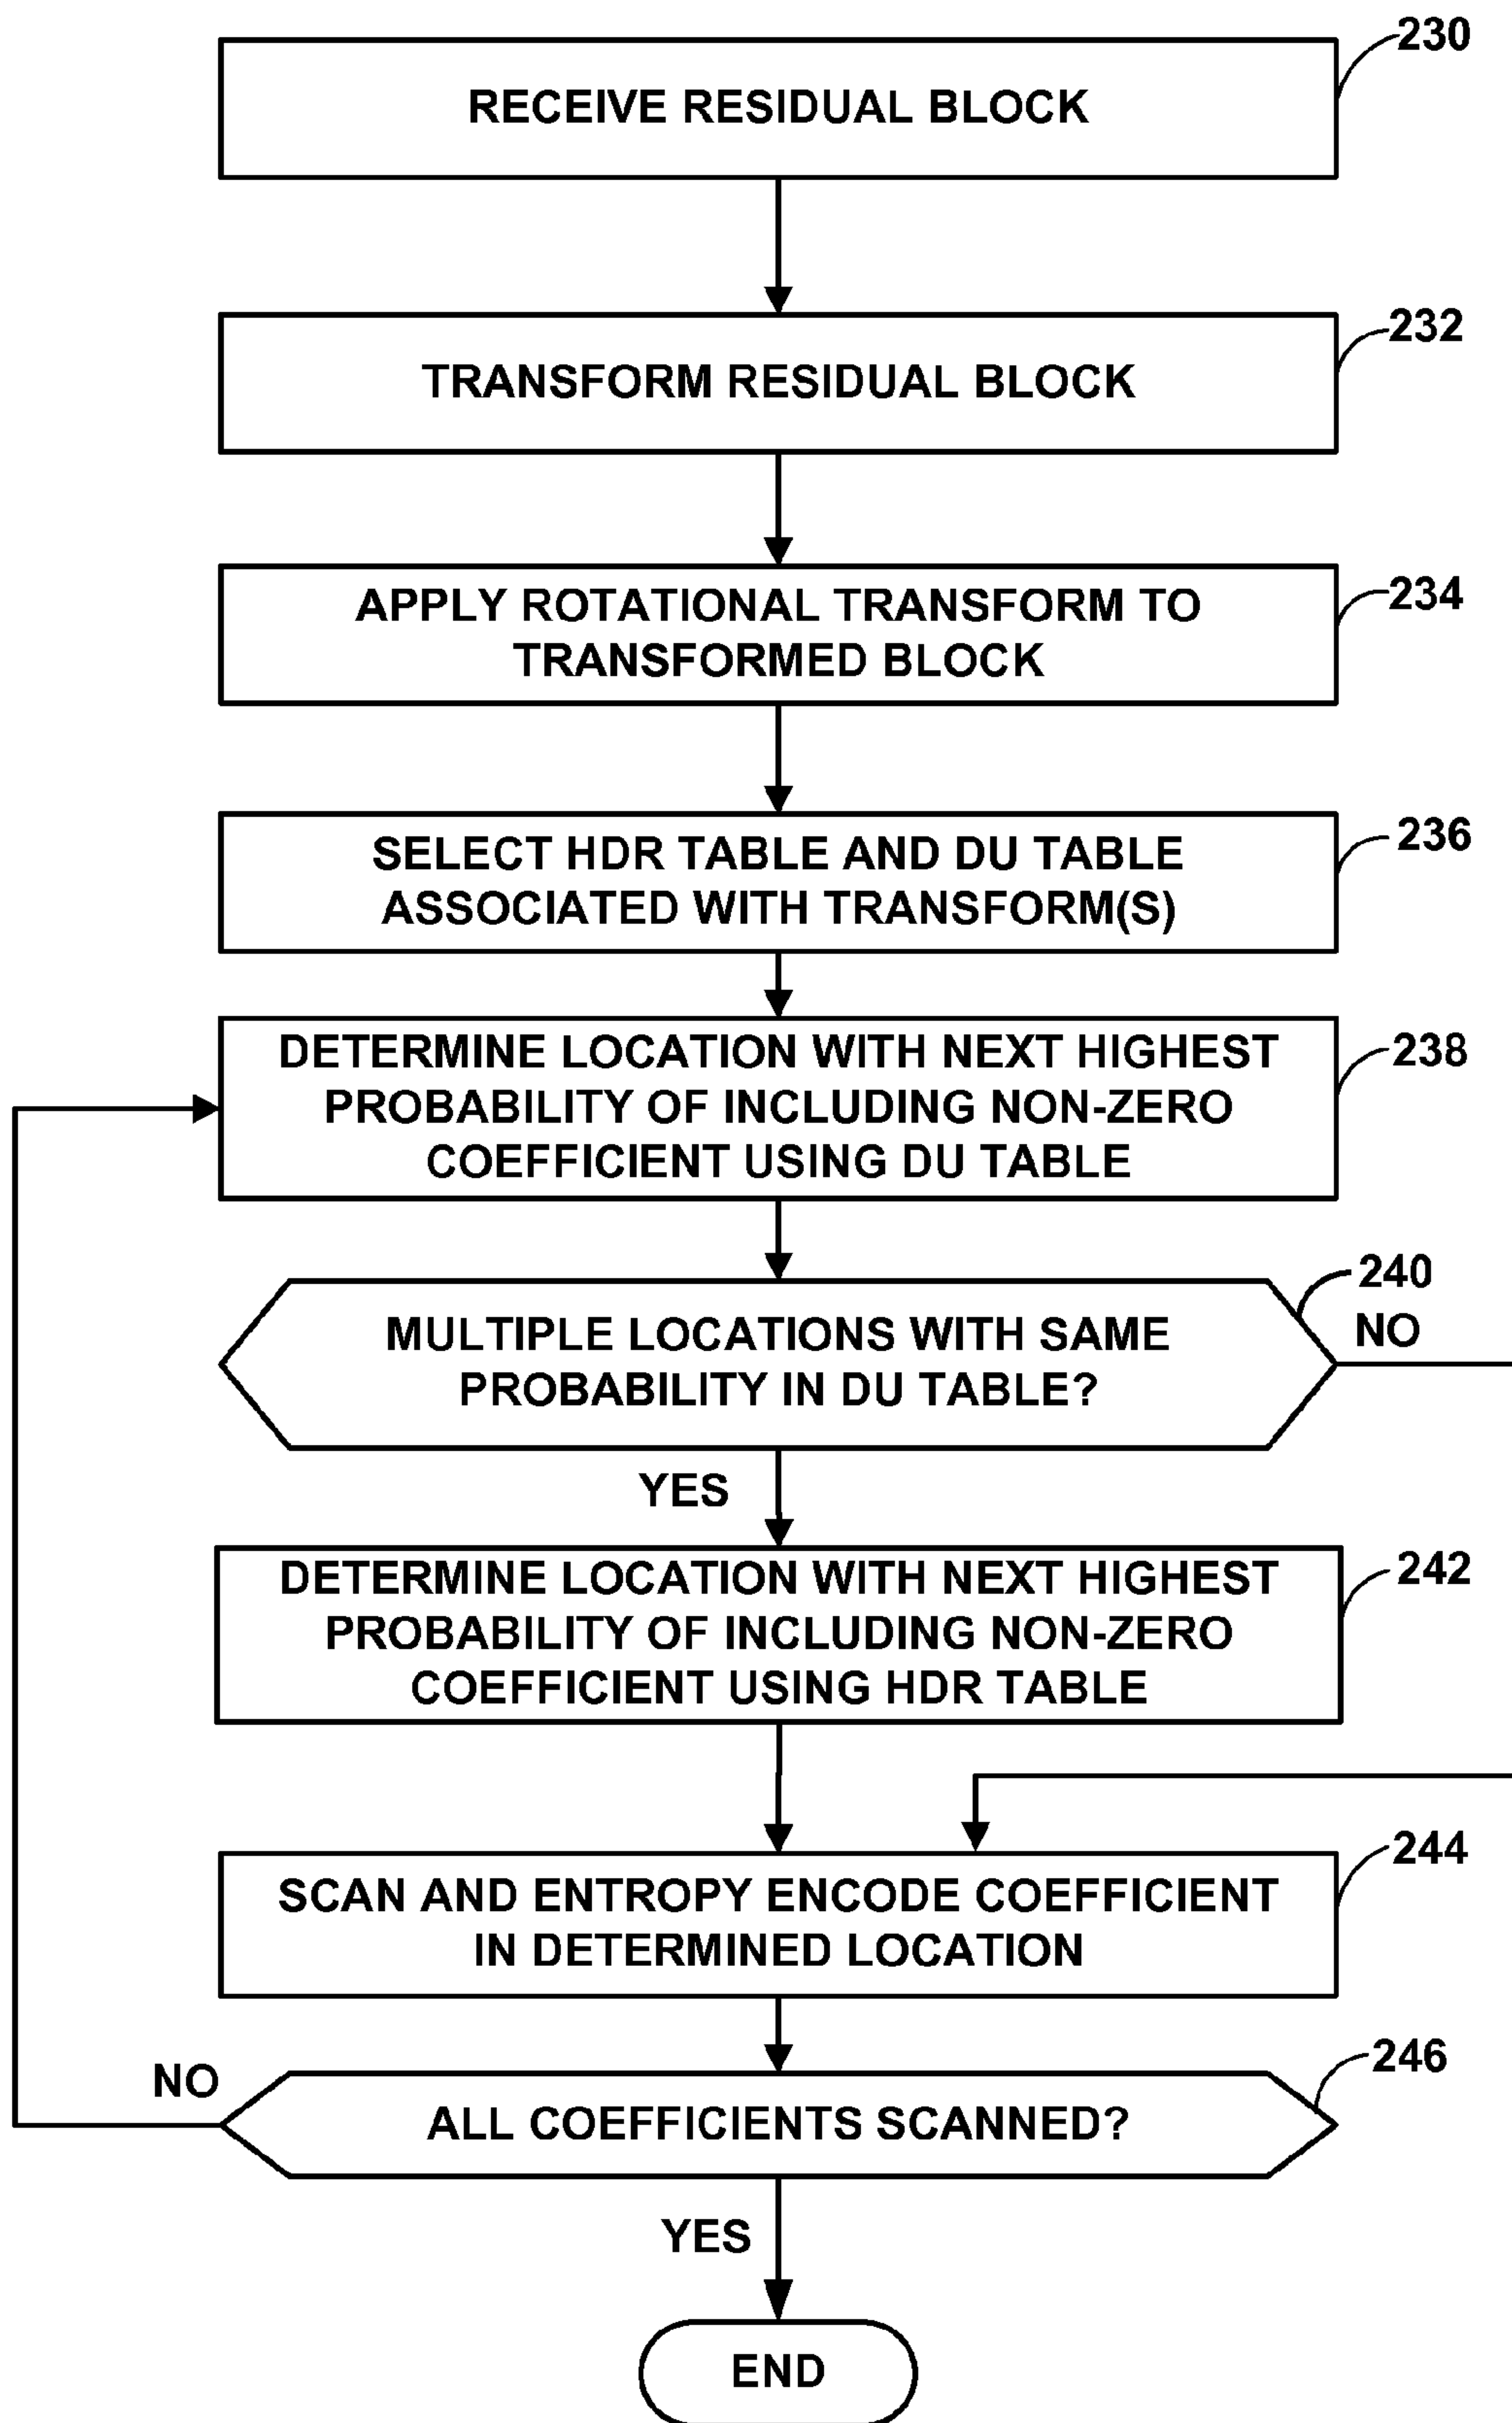 230
RECEIVE RESIDUAL BLOCK
232
TRANSFORM RESIDUAL BLOCK
234
APPLY ROTATIONAL TRANSFORM TO
TRANSFORMED BLOCK
236
SELECT HDR TABLE AND DU TABLE
ASSOCIATED WITH TRANSFORM(S)
238
DETERMINE LOCATION WITH NEXT HIGHEST
PROBABILITY OF INCLUDING NON-ZERO
COEFFICIENT USING DU TABLE
240
NO
MULTIPLE LOCATIONS WITH SAME
PROBABILITY IN DU TABLE?
YES
242
DETERMINE LOCATION WITH NEXT HIGHEST
PROBABILITY OF INCLUDING NON-ZERO
COEFFICIENT USING HDR TABLE
244
SCAN AND ENTROPY ENCODE COEFFICIENT
IN DETERMINED LOCATION
246
NO
ALL COEFFICIENTS SCANNED?
YES
END